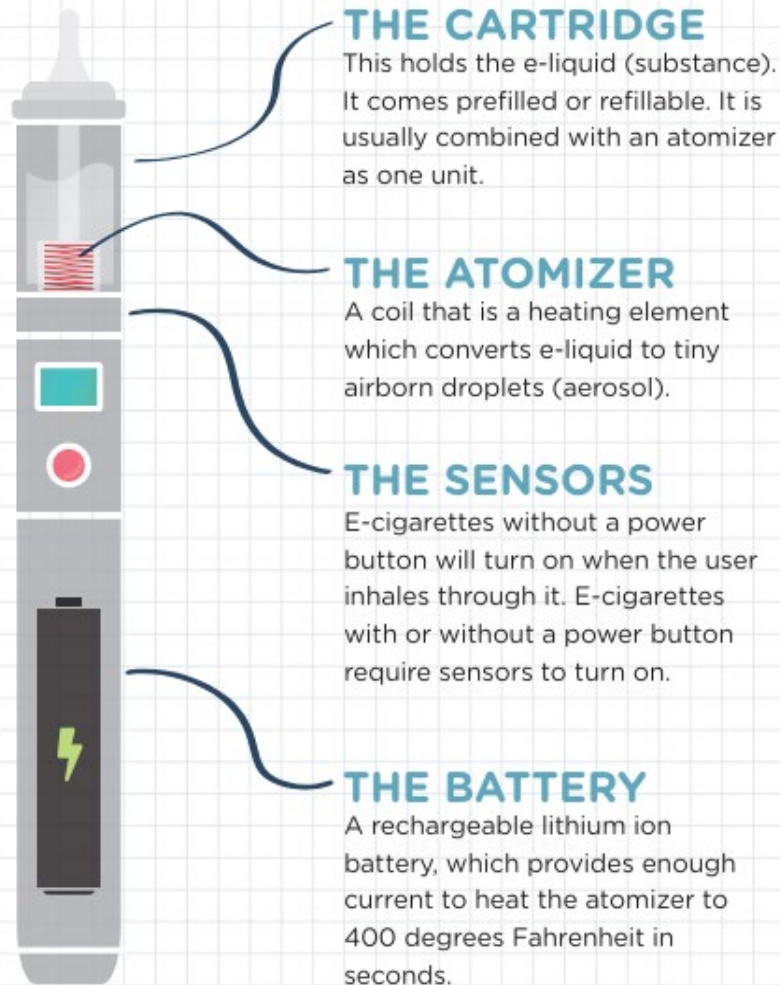 THE CARTRIDGE
This holds the e-liquid (substance).
It comes prefilled or refillable. It is
usually combined with an atomizer
as one unit.
THE ATOMIZER
A coil that is a heating element
which converts e-liquid to tiny
airborn droplets (aerosol).
THE SENSORS
E-cigarettes without a power
button will turn on when the user
inhales through it. E-cigarettes
with or without a power button
require sensors to turn on.
THE BATTERY
A rechargeable lithium ion
battery, which provides enough
current to heat the atomizer to
400 degrees Fahrenheit in
seconds.